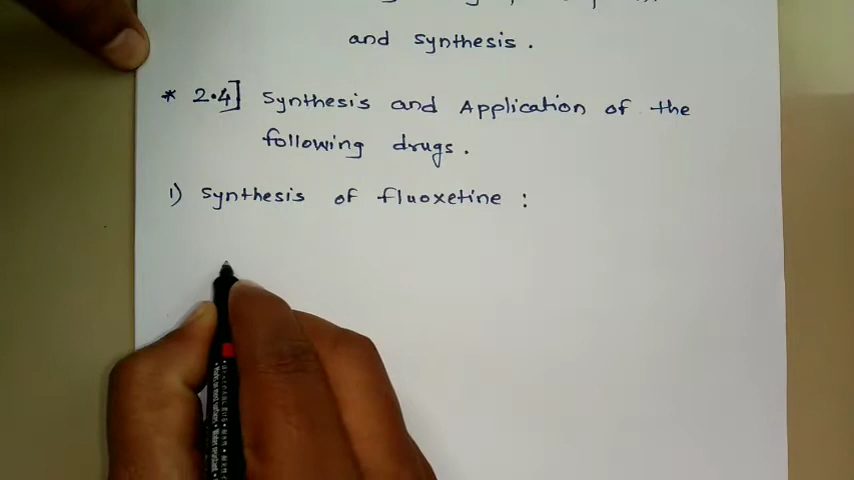 and synthesis.
* 2.4] Synthesis and Application of the
following drugs.
1) Synthesis of fluoxetine :